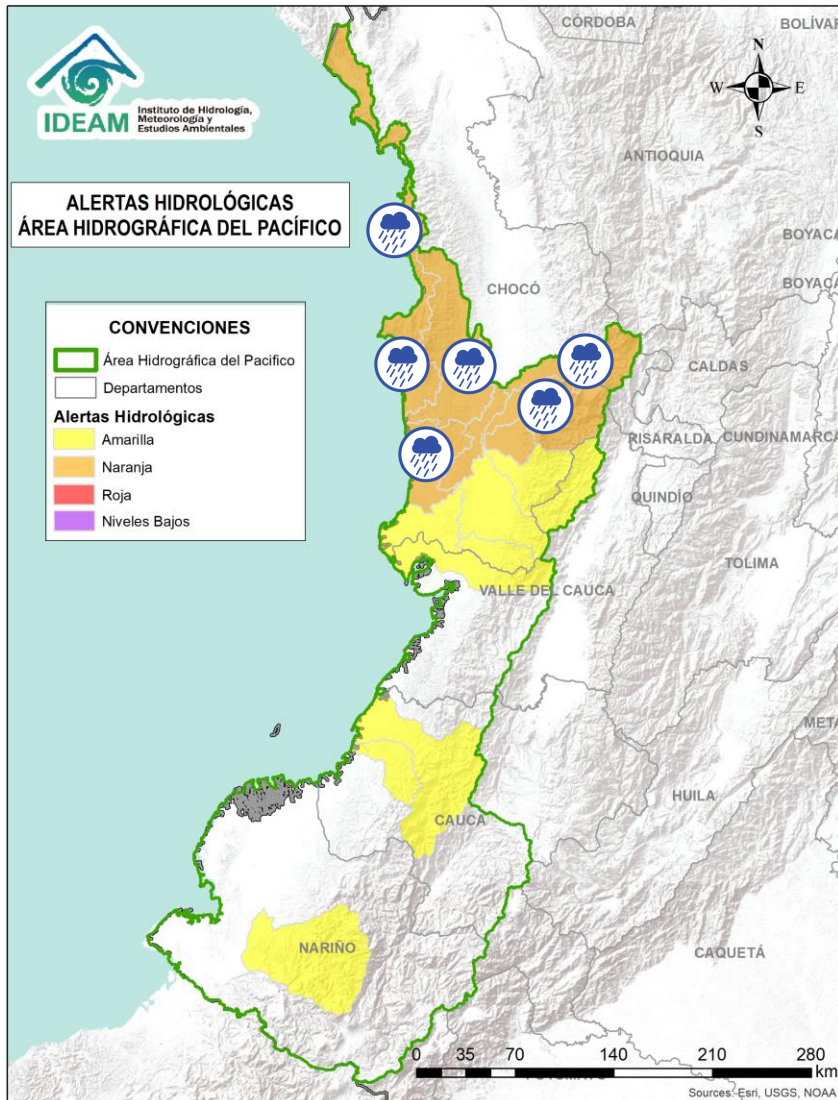 IDEAM
Instituto de Hidrología,
Meteorología y
Estudios Ambientales
ALERTAS HIDROLÓGICAS
ÁREA HIDROGRÁFICA DEL PACÍFICO
CONVENCIONES
Área Hidrográfica del Pacifico
Departamentos
Alertas Hidrológicas
Amarilla
Naranja
Roja
Niveles Bajos
N
W
E
S
CÓRDOBA
BOLÍVAR
ANTIOQUIA
BOYACÁ
BOYACÁ
CHOCÓ
CALDAS
RISARALDA
CUNDINAMARCA
QUINDÍO
TOLIMA
VALLE DEL CAUCA
META
HUILA
CAUCA
NARIÑO
CAQUETÁ
0 35 70 140 210 280
km
Sources: Esri, USGS, NOAA